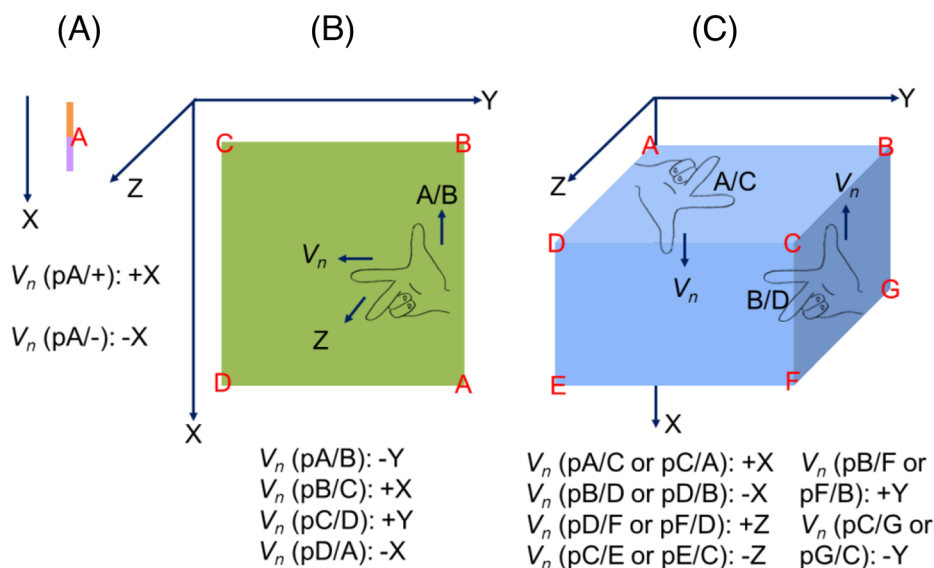 (A)
(B)
(C)
A
X
Vn (pA/+): +X
Vn (pA/-): -X
Y
Z
X
C
B
D
A
A/B
Vn
Z
Vn (pA/B): -Y
Vn (pB/C): +X
Vn (pC/D): +Y
Vn (pD/A): -X
Y
Z
X
A
B
D
C
E
F
G
A/C
Vn
Vn
B/D
Vn (pA/C or pC/A): +X
Vn (pB/D or pD/B): -X
Vn (pD/F or pF/D): +Z
Vn (pC/E or pE/C): -Z
Vn (pB/F or
pF/B): +Y
Vn (pC/G or
pG/C): -Y